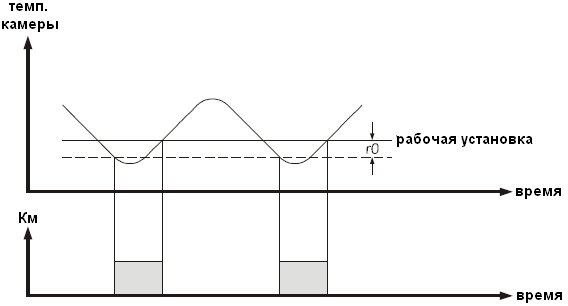 темп.
камеры
рабочая установка
r0
время
Км
время